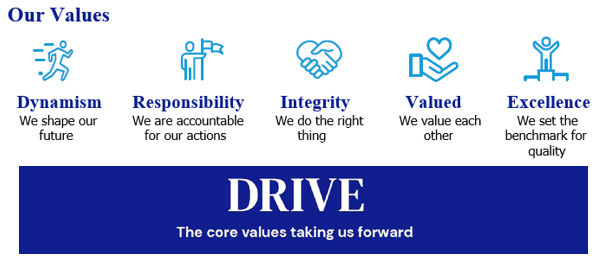 Our Values
Dynamism
We shape our
future
Responsibility
We are accountable
for our actions
Integrity
We do the right
thing
Valued
We value each
other
Excellence
We set the
benchmark for
quality
DRIVE
The core values taking us forward